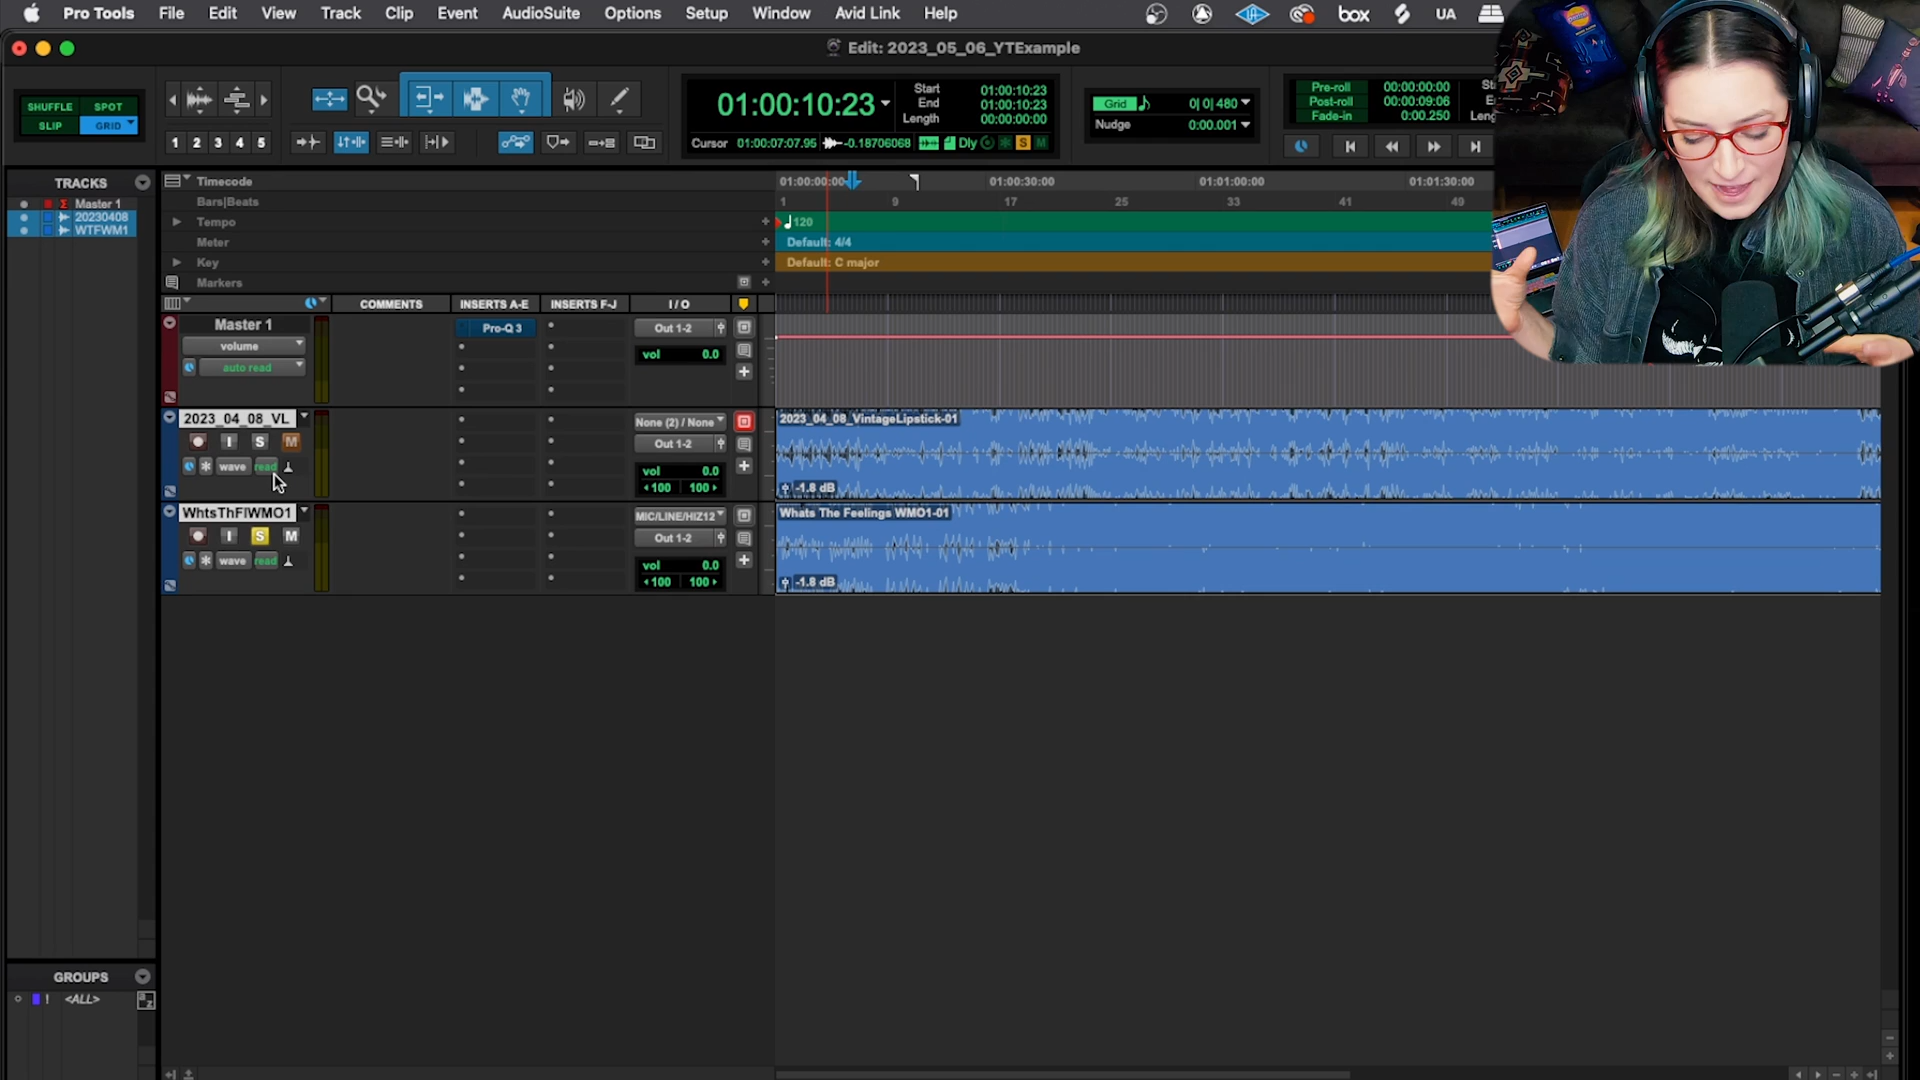 Pro Tools File Edit View Track Clip Event AudioSuite Options Setup Window Avid Link Help box UA
Edit: 2023_05_06_YTExample
SHUFFLE SPOT
SLIP GRID
1 2 3 4 5
01:00:10:23
Start 01:00:10:23
End 01:00:10:23
Length 00:00:00:00
Cursor 01:00:07:07.95 -0.18706068 Dly S M
Grid 0| 0| 480
Nudge 0:00.001
Pre-roll 00:00:00:00
Post-roll 00:00:09:06
Fade-in 0:00.250
TRACKS
Master 1
20230408
WTFWM1
Timecode 01:00:00:00 01:00:30:00 01:01:00:00 01:01:30:00
Bars|Beats 1 9 17 25 33 41 49
Tempo 120
Meter Default: 4/4
Key Default: C major
Markers
COMMENTS INSERTS A-E INSERTS F-J I / O
Master 1
volume
auto read
Pro-Q 3
Out 1-2
vol 0.0
2023_04_08_VL
I S M
wave read
None (2) / None
Out 1-2
vol 0.0
100 100
2023_04_08_VintageLipstick-01
-1.8 dB
WhtsThFlWMO1
I S M
wave read
MIC/LINE/HIZ12
Out 1-2
vol 0.0
100 100
Whats The Feelings WMO1-01
-1.8 dB
GROUPS
! <ALL>